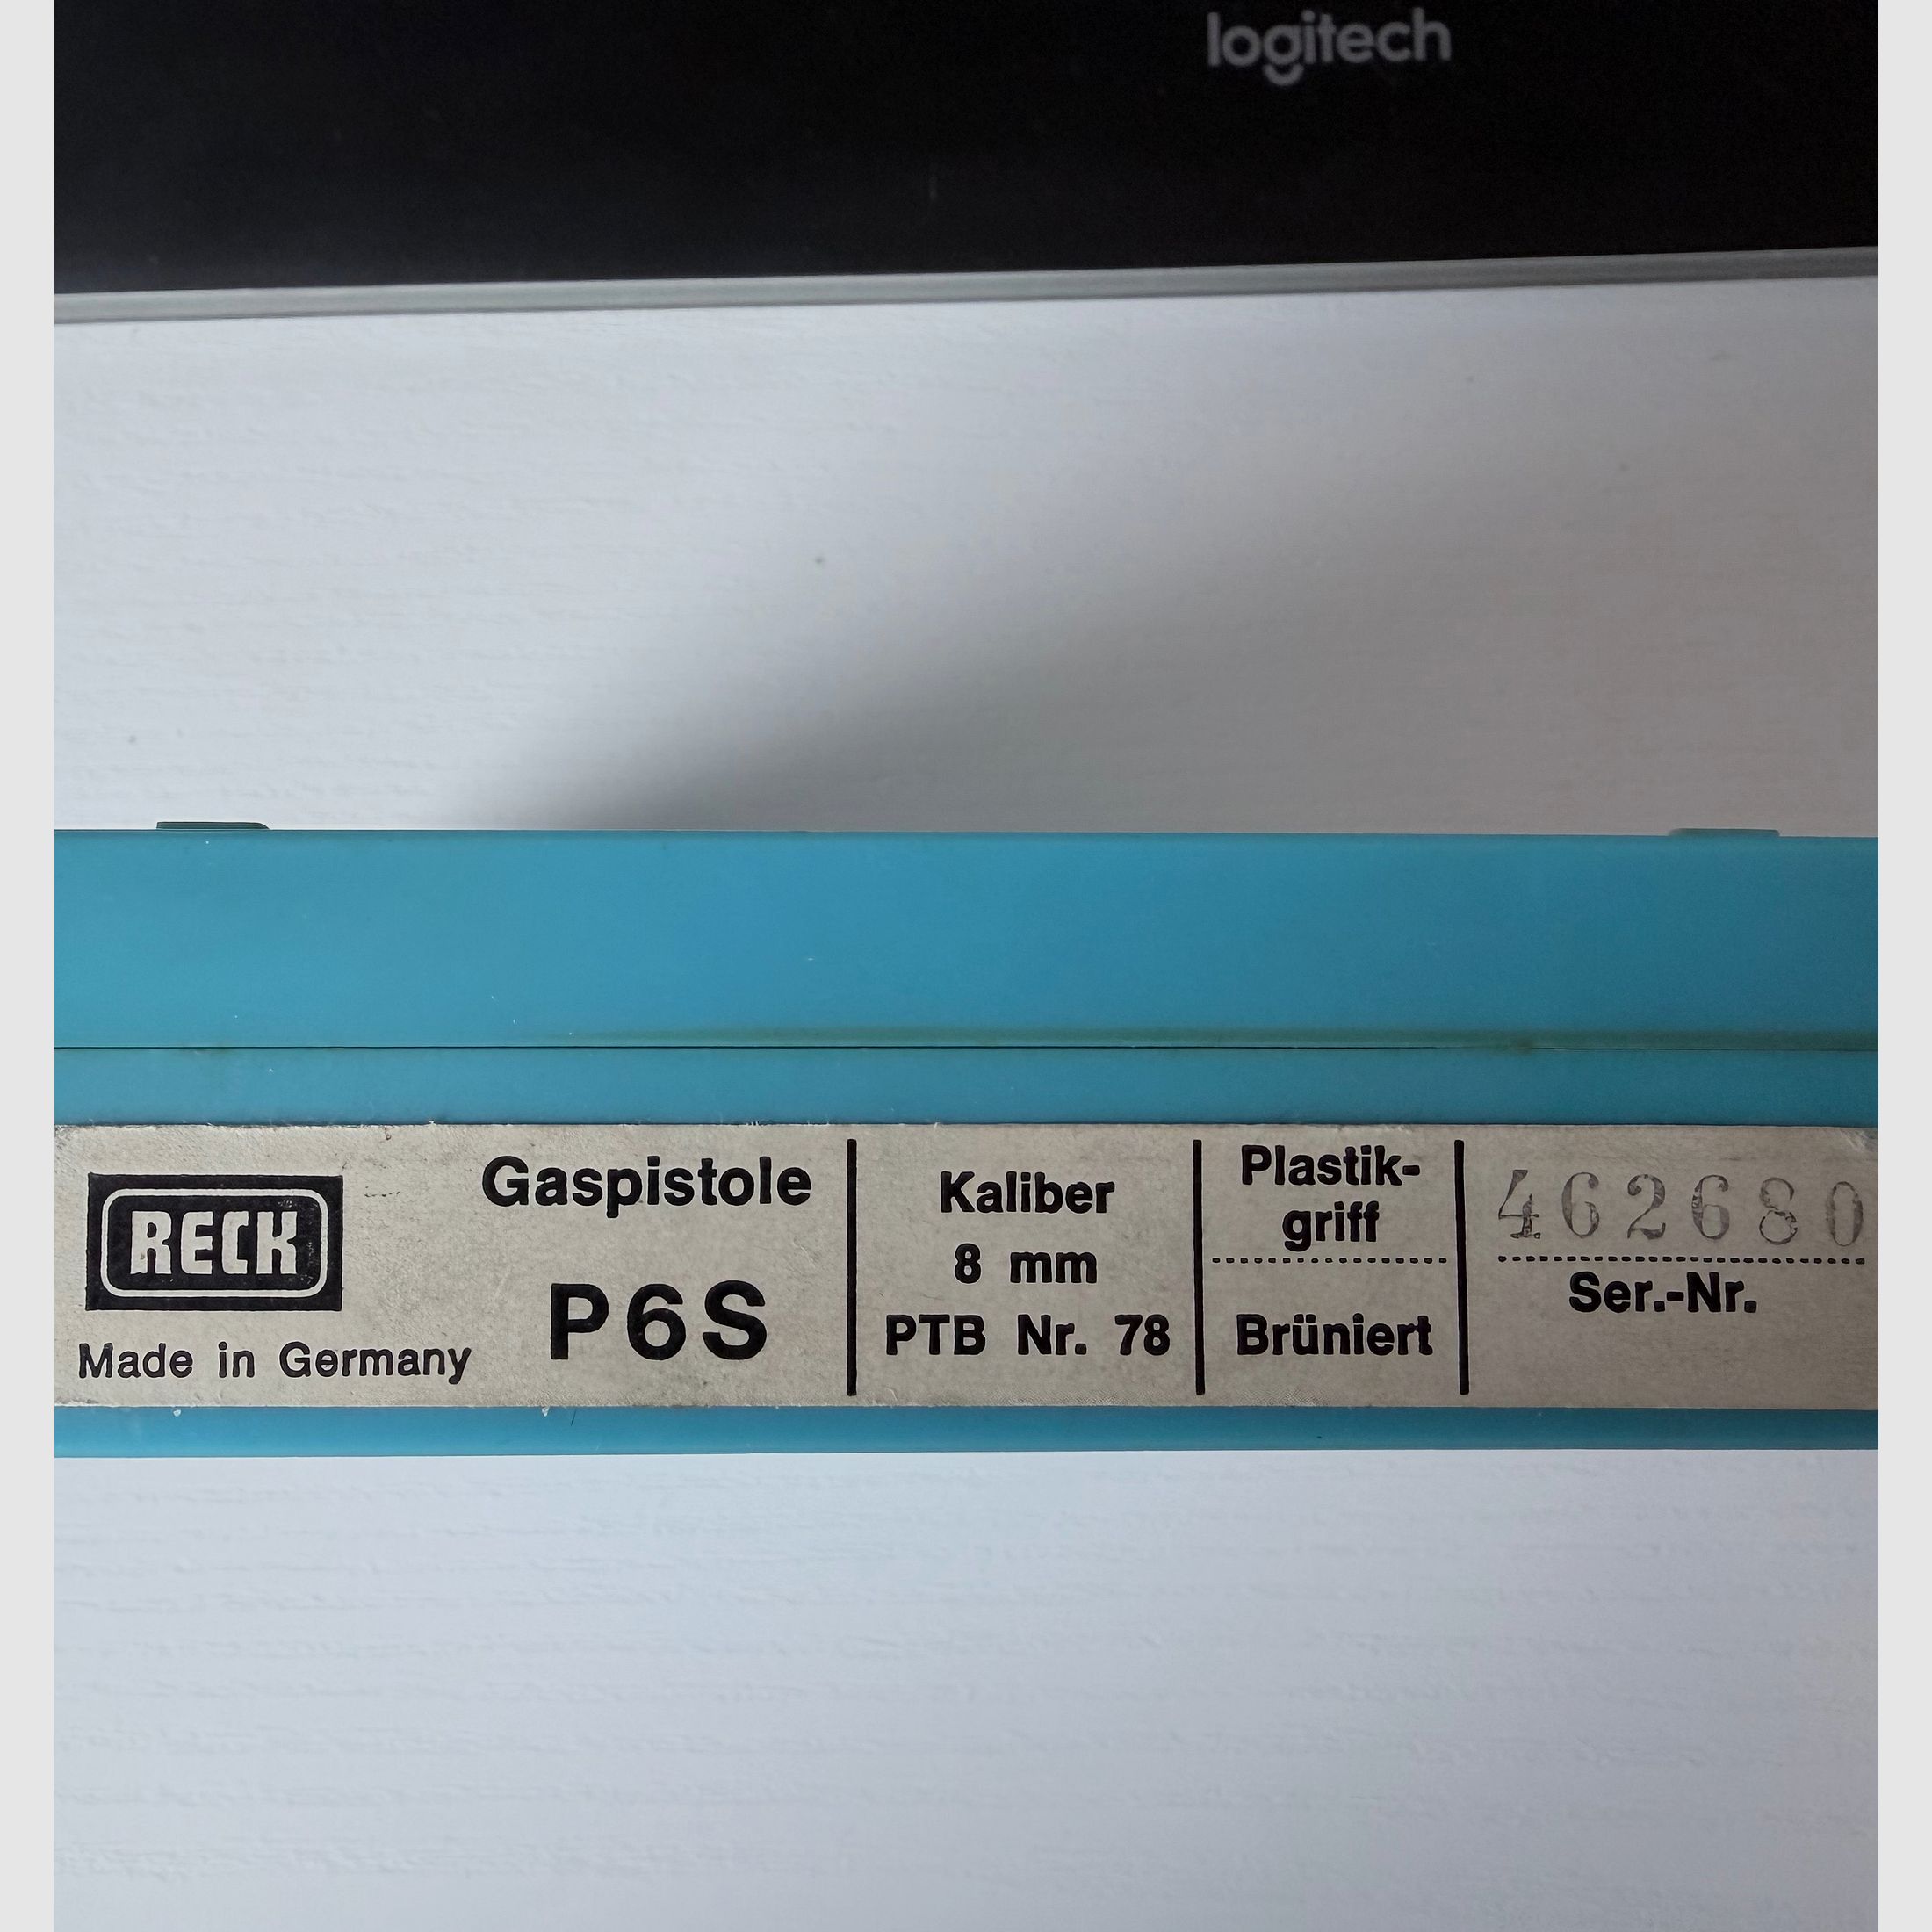 logitech
RECK
Made in Germany
Gaspistole
P6S
Kaliber
8 mm
PTB Nr. 78
Plastik-
griff
Brüniert
462680
Ser.-Nr.